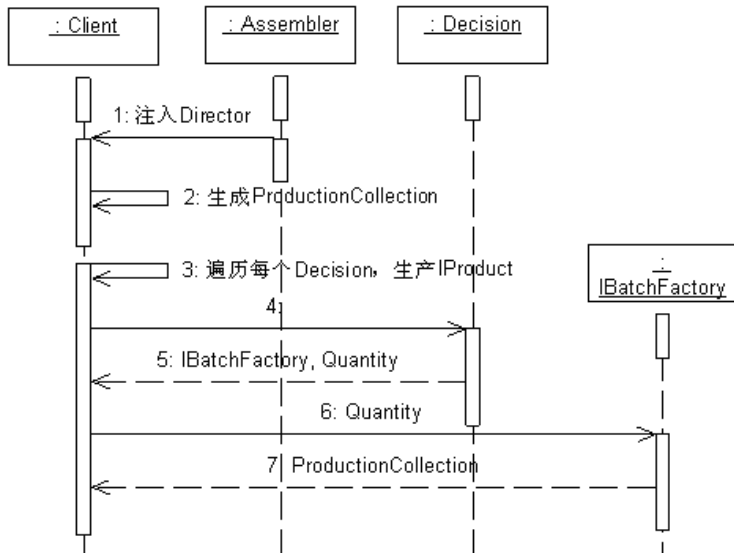 : Client
: Assembler
: Decision
1: 注入Director
2: 生成ProductionCollection
3: 遍历每个Decision，生产IProduct
:
IBatchFactory
4:
5: IBatchFactory, Quantity
6: Quantity
7 ProductionCollection